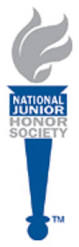 NATIONAL
JUNIOR
HONOR
SOCIETY
™